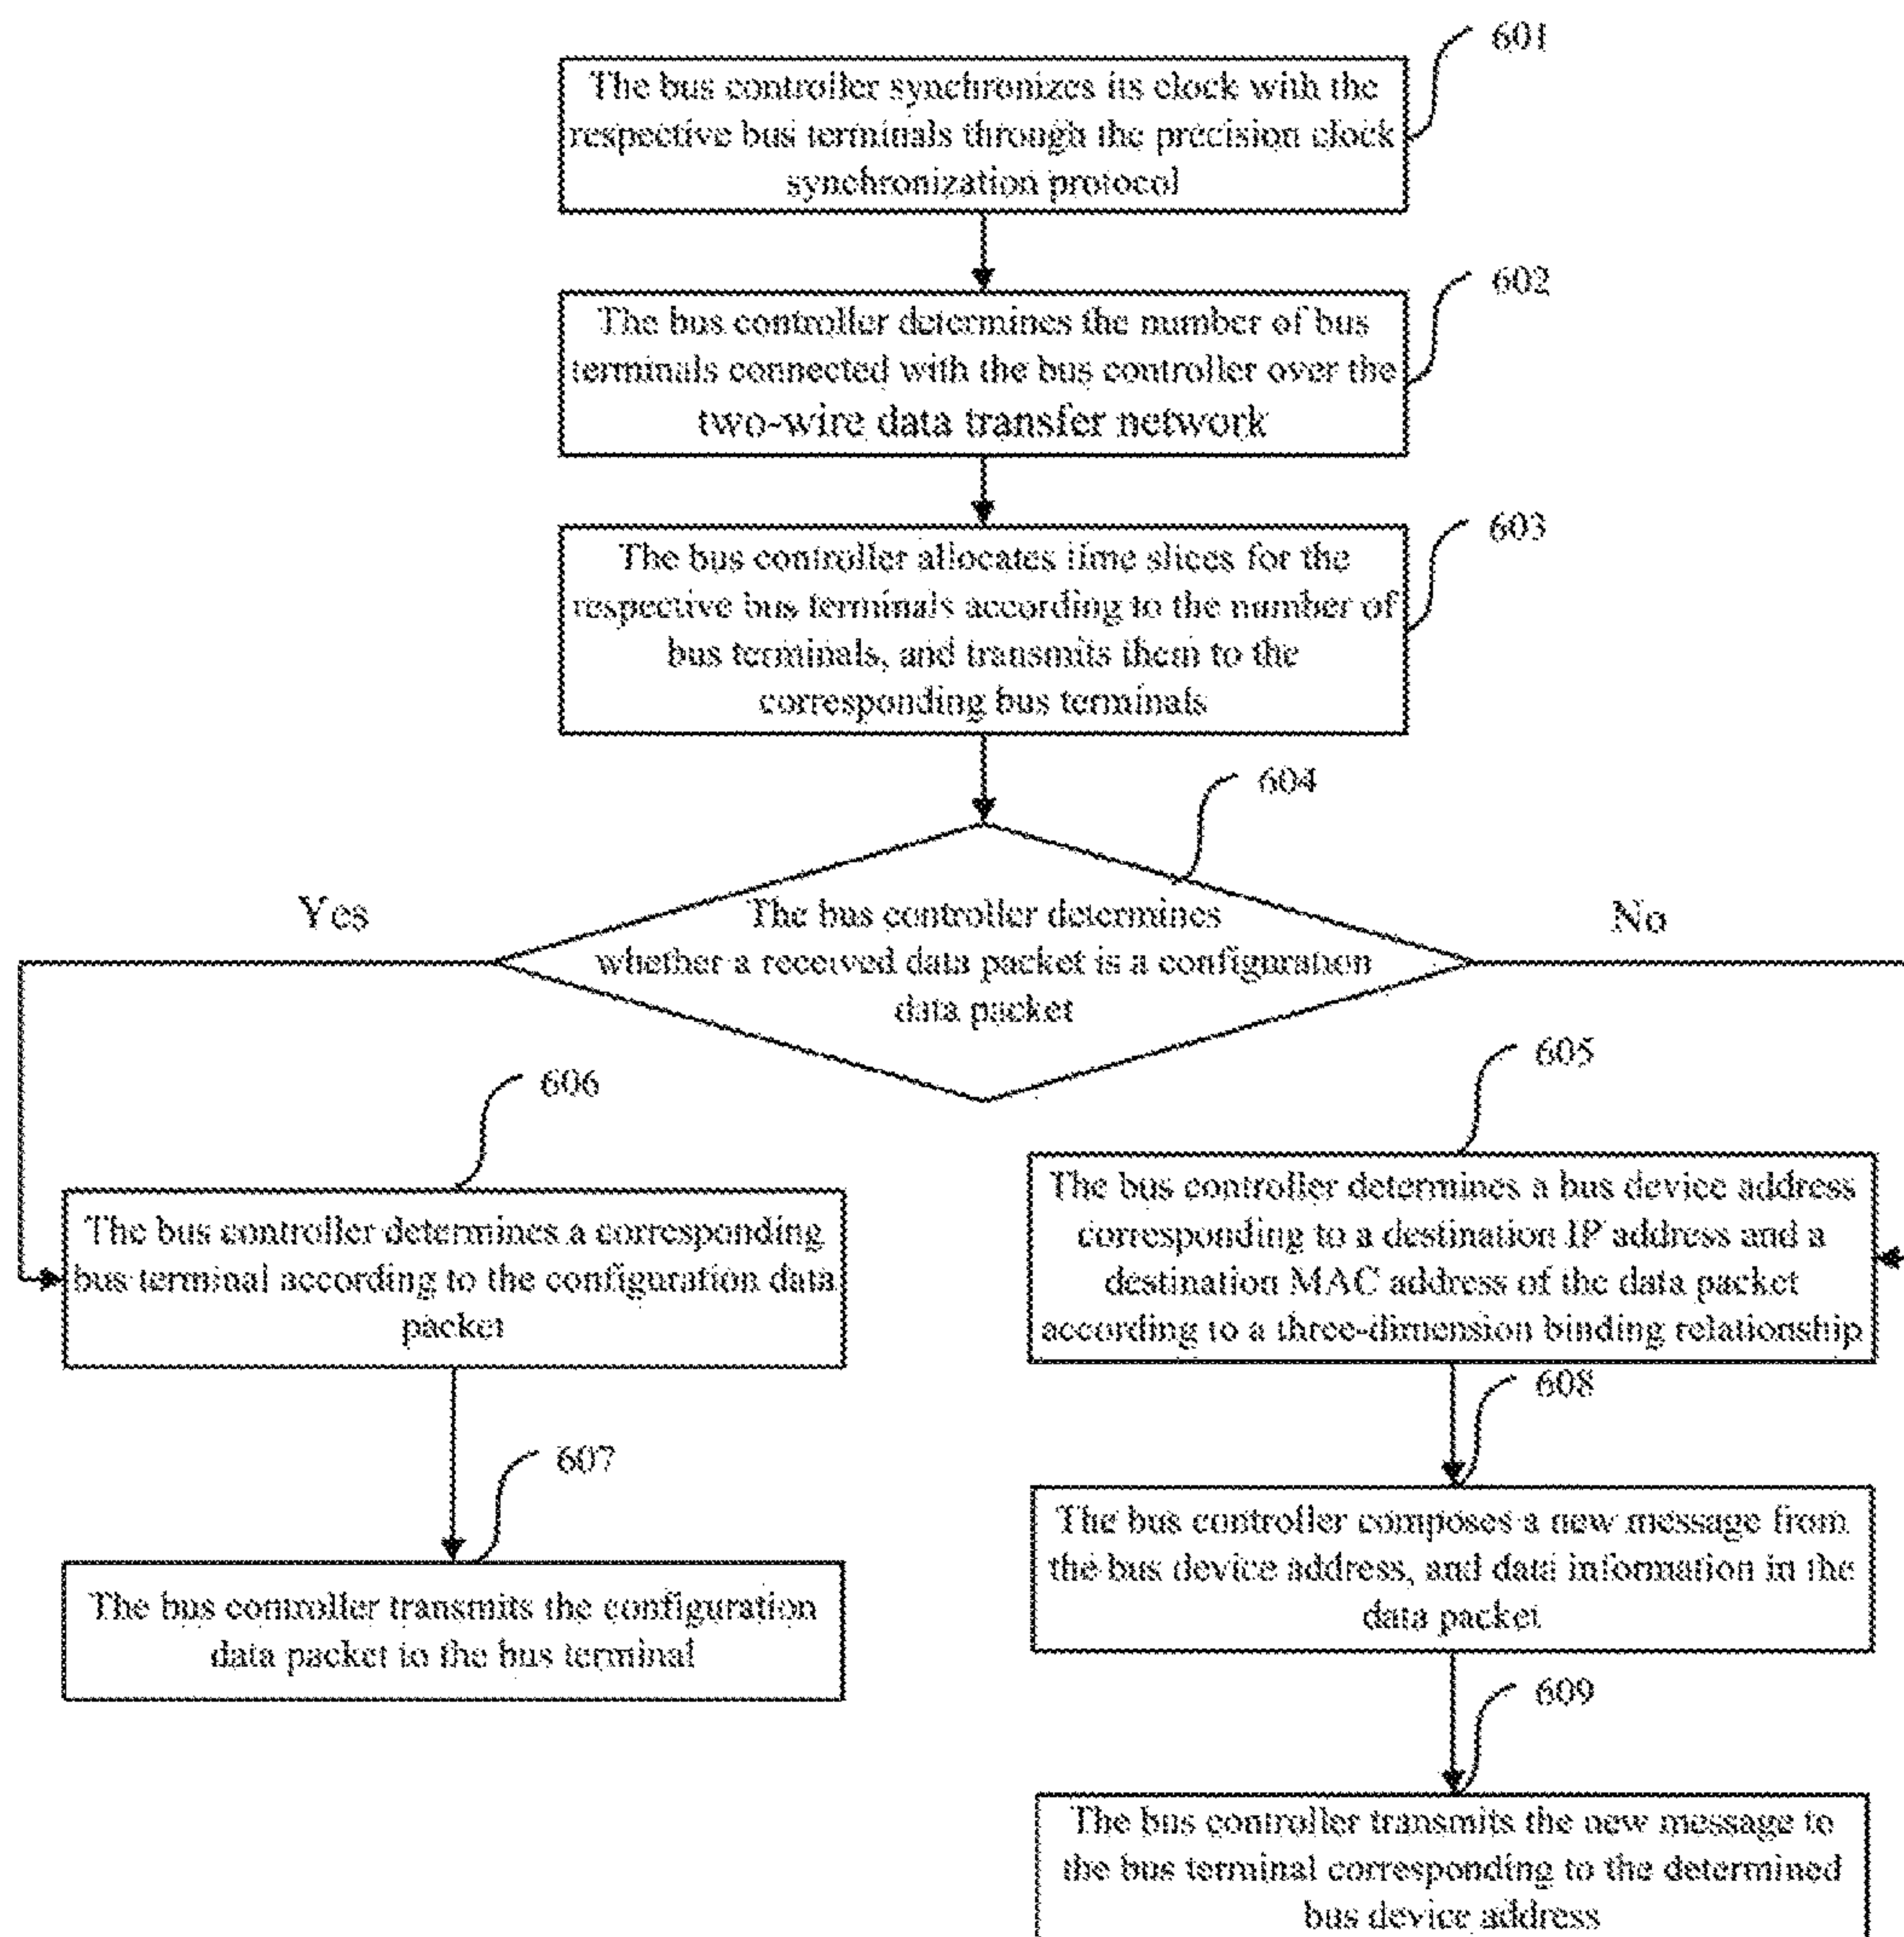 601
The bus controller synchronizes its clock with the
respective bus terminals through the precision clock
synchronization protocol
602
The bus controller determines the number of bus
terminals connected with the bus controller over the
two-wire data transfer network
603
The bus controller allocates time slices for the
respective bus terminals according to the number of
bus terminals, and transmits them to the
corresponding bus terminals
604
Yes
No
The bus controller determines
whether a received data packet is a configuration
data packet
606
The bus controller determines a corresponding
bus terminal according to the configuration data
packet
607
The bus controller transmits the configuration
data packet to the bus terminal
605
The bus controller determines a bus device address
corresponding to a destination IP address and a
destination MAC address of the data packet
according to a three-dimension binding relationship
608
The bus controller composes a new message from
the bus device address, and data information in the
data packet
609
The bus controller transmits the new message to
the bus terminal corresponding to the determined
bus device address